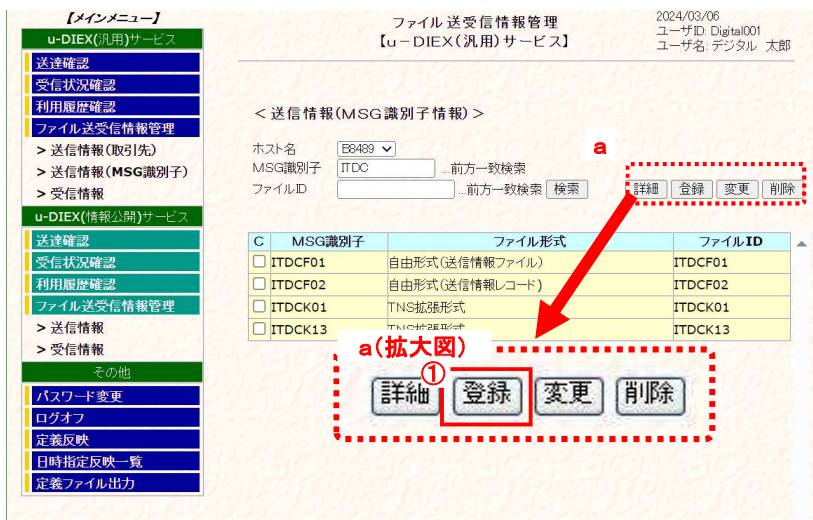 【メインメニュー】
u-DIEX(汎用)サービス
送達確認
受信状況確認
利用履歴確認
ファイル送受信情報管理
> 送信情報(取引先)
> 送信情報(MSG識別子)
> 受信情報
u-DIEX(情報公開)サービス
送達確認
受信状況確認
利用履歴確認
ファイル送受信情報管理
> 送信情報
> 受信情報
その他
パスワード変更
ログオフ
定義反映
日時指定反映一覧
定義ファイル出力
ファイル送受信情報管理
【u－DIEX(汎用)サービス】
2024/03/06
ユーザID: Digital001
ユーザ名: デジタル 太郎
＜送信情報(MSG識別子情報)＞
ホスト名 B8489
MSG識別子 ITDC ...前方一致検索
ファイルID ...前方一致検索 検索
a
詳細 登録 変更 削除
C MSG識別子 ファイル形式 ファイルID
ITDCF01 自由形式(送信情報ファイル) ITDCF01
ITDCF02 自由形式(送信情報レコード) ITDCF02
ITDCK01 TNS拡張形式 ITDCK01
ITDCK13 TNS拡張形式 ITDCK13
a(拡大図)
①
詳細 登録 変更 削除